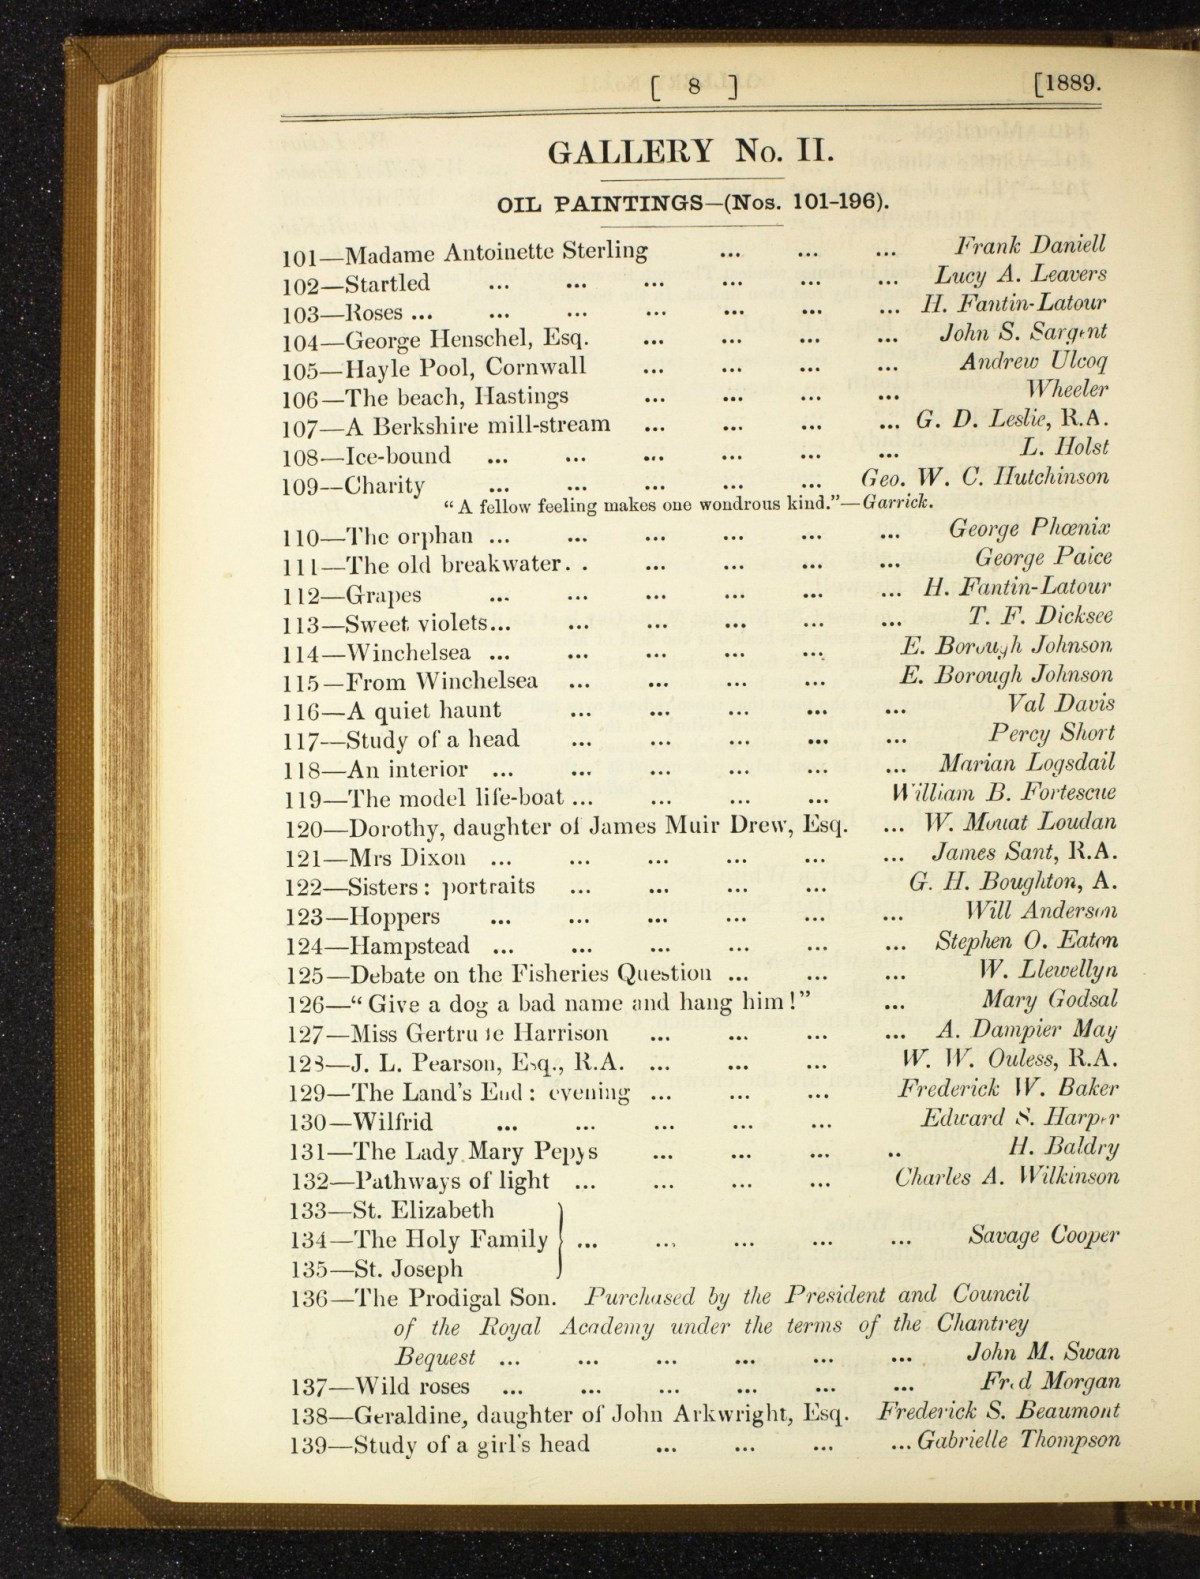 [ 8 ] [1889.
GALLERY No. II.
OIL PAINTINGS—(Nos. 101-196).
101—Madame Antoinette Sterling ... ... ... Frank Daniell
102—Startled ... ... ... ... ... ... Lucy A. Leavers
103—Roses ... ... ... ... ... ... ... H. Fantin-Latour
104—George Henschel, Esq. ... ... ... ... John S. Sargent
105—Hayle Pool, Cornwall ... ... ... ... Andrew Ulcoq
106—The beach, Hastings ... ... ... ... Wheeler
107—A Berkshire mill-stream ... ... ... ... G. D. Leslie, R.A.
108—Ice-bound ... ... ... ... ... ... L. Holst
109—Charity ... ... ... ... ... Geo. W. C. Hutchinson
“A fellow feeling makes one wondrous kind.”—Garrick.
110—The orphan ... ... ... ... ... ... George Phœnix
111—The old breakwater. . ... ... ... ... George Paice
112—Grapes ... ... ... ... ... ... H. Fantin-Latour
113—Sweet violets... ... ... ... ... ... T. F. Dicksee
114—Winchelsea ... ... ... ... ... E. Borough Johnson
115—From Winchelsea ... ... ... ... E. Borough Johnson
116—A quiet haunt ... ... ... ... ... Val Davis
117—Study of a head ... ... ... ... ... Percy Short
118—An interior ... ... ... ... ... ... Marian Logsdail
119—The model life-boat ... ... ... ... William B. Fortescue
120—Dorothy, daughter of James Muir Drew, Esq. ... W. Mouat Loudan
121—Mrs Dixon ... ... ... ... ... ... James Sant, R.A.
122—Sisters: portraits ... ... ... ... G. H. Boughton, A.
123—Hoppers ... ... ... ... ... ... Will Anderson
124—Hampstead ... ... ... ... ... ... Stephen O. Eaton
125—Debate on the Fisheries Question ... ... ... W. Llewellyn
126—“Give a dog a bad name and hang him!” ... Mary Godsal
127—Miss Gertrude Harrison ... ... ... ... A. Dampier May
128—J. L. Pearson, Esq., R.A. ... ... ... W. W. Ouless, R.A.
129—The Land's End: evening ... ... ... Frederick W. Baker
130—Wilfrid ... ... ... ... ... Edward S. Harper
131—The Lady Mary Pepys ... ... ... .. H. Baldry
132—Pathways of light ... ... ... ... Charles A. Wilkinson
133—St. Elizabeth
134—The Holy Family ... ... ... ... ... Savage Cooper
135—St. Joseph
136—The Prodigal Son. Purchased by the President and Council
of the Royal Academy under the terms of the Chantrey
Bequest ... ... ... ... ... ... John M. Swan
137—Wild roses ... ... ... ... ... ... Fred Morgan
138—Geraldine, daughter of John Arkwright, Esq. Frederick S. Beaumont
139—Study of a girl's head ... ... ... ... Gabrielle Thompson